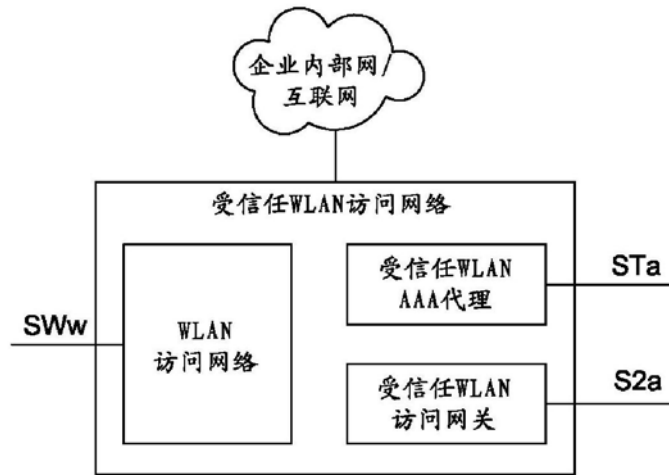 企业内部网/
互联网
受信任WLAN访问网络
受信任WLAN
AAA代理
STa
SWw
WLAN
访问网络
受信任WLAN
访问网关
S2a